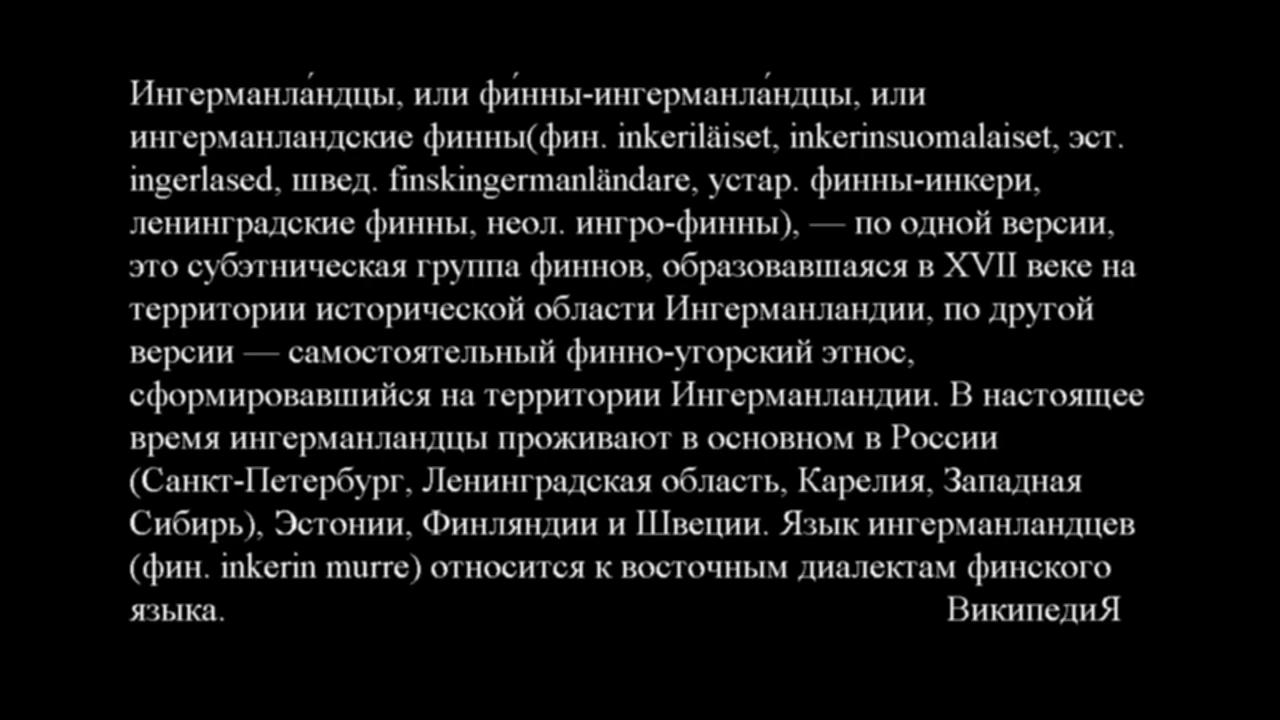 Ингерманла́ндцы, или фи́нны-ингерманла́ндцы, или
ингерманландские финны(фин. inkeriläiset, inkerinsuomalaiset, эст.
ingerlased, швед. finskingermanländare, устар. финны-инкери,
ленинградские финны, неол. ингро-финны), — по одной версии,
это субэтническая группа финнов, образовавшаяся в XVII веке на
территории исторической области Ингерманландии, по другой
версии — самостоятельный финно-угорский этнос,
сформировавшийся на территории Ингерманландии. В настоящее
время ингерманландцы проживают в основном в России
(Санкт-Петербург, Ленинградская область, Карелия, Западная
Сибирь), Эстонии, Финляндии и Швеции. Язык ингерманландцев
(фин. inkerin murre) относится к восточным диалектам финского
языка. ВикипедиЯ